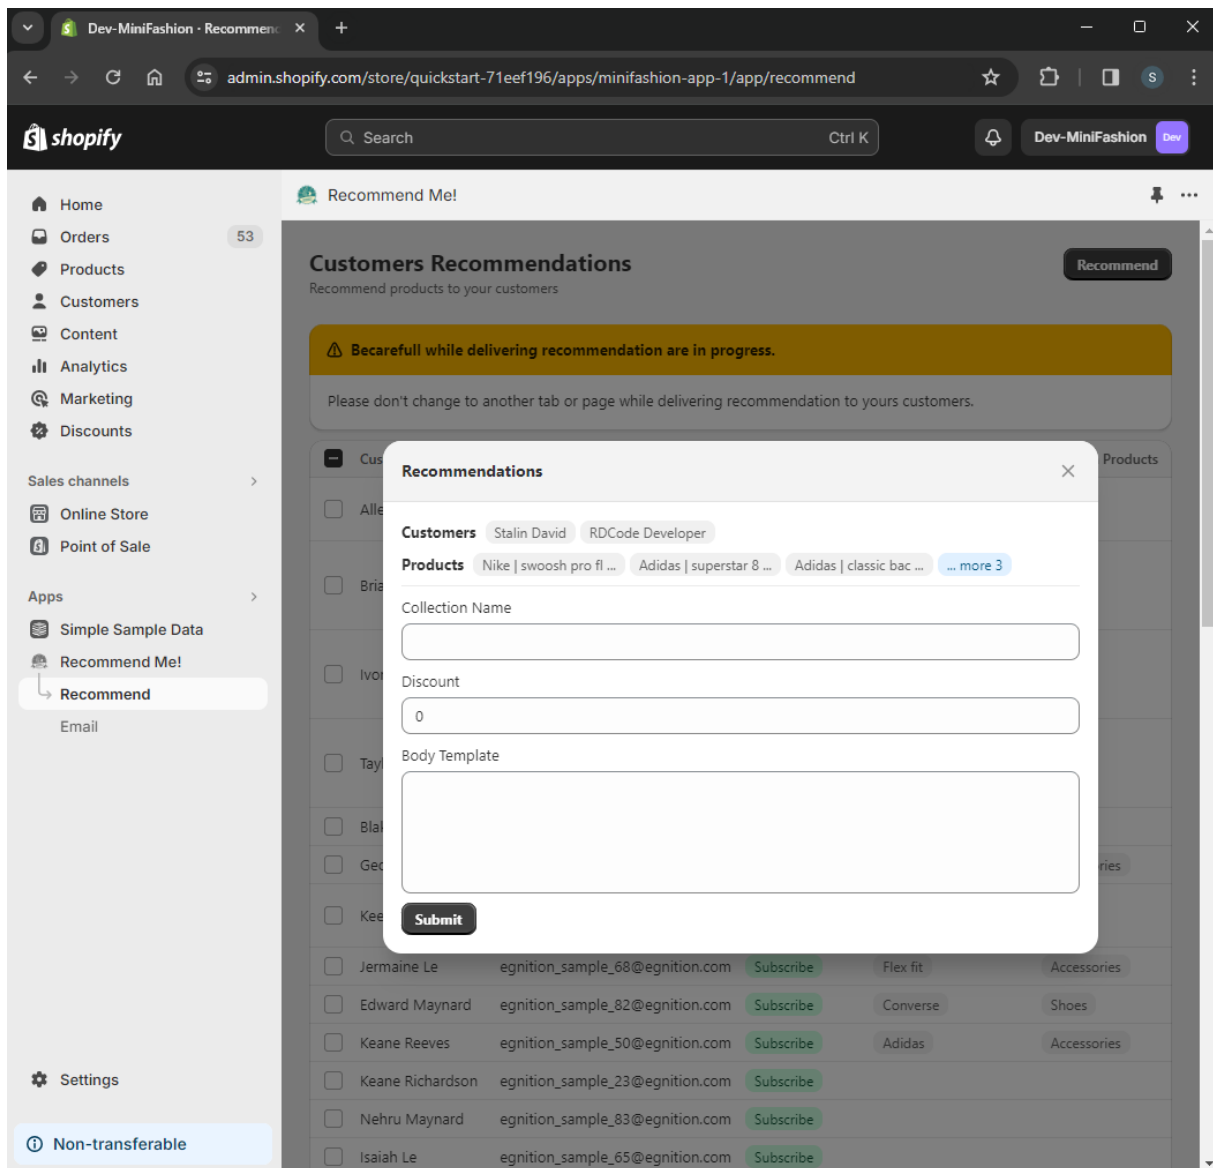 Dev-MiniFashion · Recommend
admin.shopify.com/store/quickstart-71eef196/apps/minifashion-app-1/app/recommend
S
shopify
Search Ctrl K
Dev-MiniFashion Dev
Home
Orders 53
Products
Customers
Content
Analytics
Marketing
Discounts
Sales channels
Online Store
Point of Sale
Apps
Simple Sample Data
Recommend Me!
Recommend
Email
Settings
Non-transferable
Recommend Me!
Customers Recommendations
Recommend products to your customers
Recommend
Becarefull while delivering recommendation are in progress.
Please don't change to another tab or page while delivering recommendation to yours customers.
Cus Products
Alle
Bria
Ivor
Tayl
Blak
Geo ries
Kee
Recommendations
Customers Stalin David RDCode Developer
Products Nike | swoosh pro fl ... Adidas | superstar 8 ... Adidas | classic bac ... ... more 3
Collection Name
Discount
0
Body Template
Submit
Jermaine Le egnition_sample_68@egnition.com Subscribe Flex fit Accessories
Edward Maynard egnition_sample_82@egnition.com Subscribe Converse Shoes
Keane Reeves egnition_sample_50@egnition.com Subscribe Adidas Accessories
Keane Richardson egnition_sample_23@egnition.com Subscribe
Nehru Maynard egnition_sample_83@egnition.com Subscribe
Isaiah Le egnition_sample_65@egnition.com Subscribe